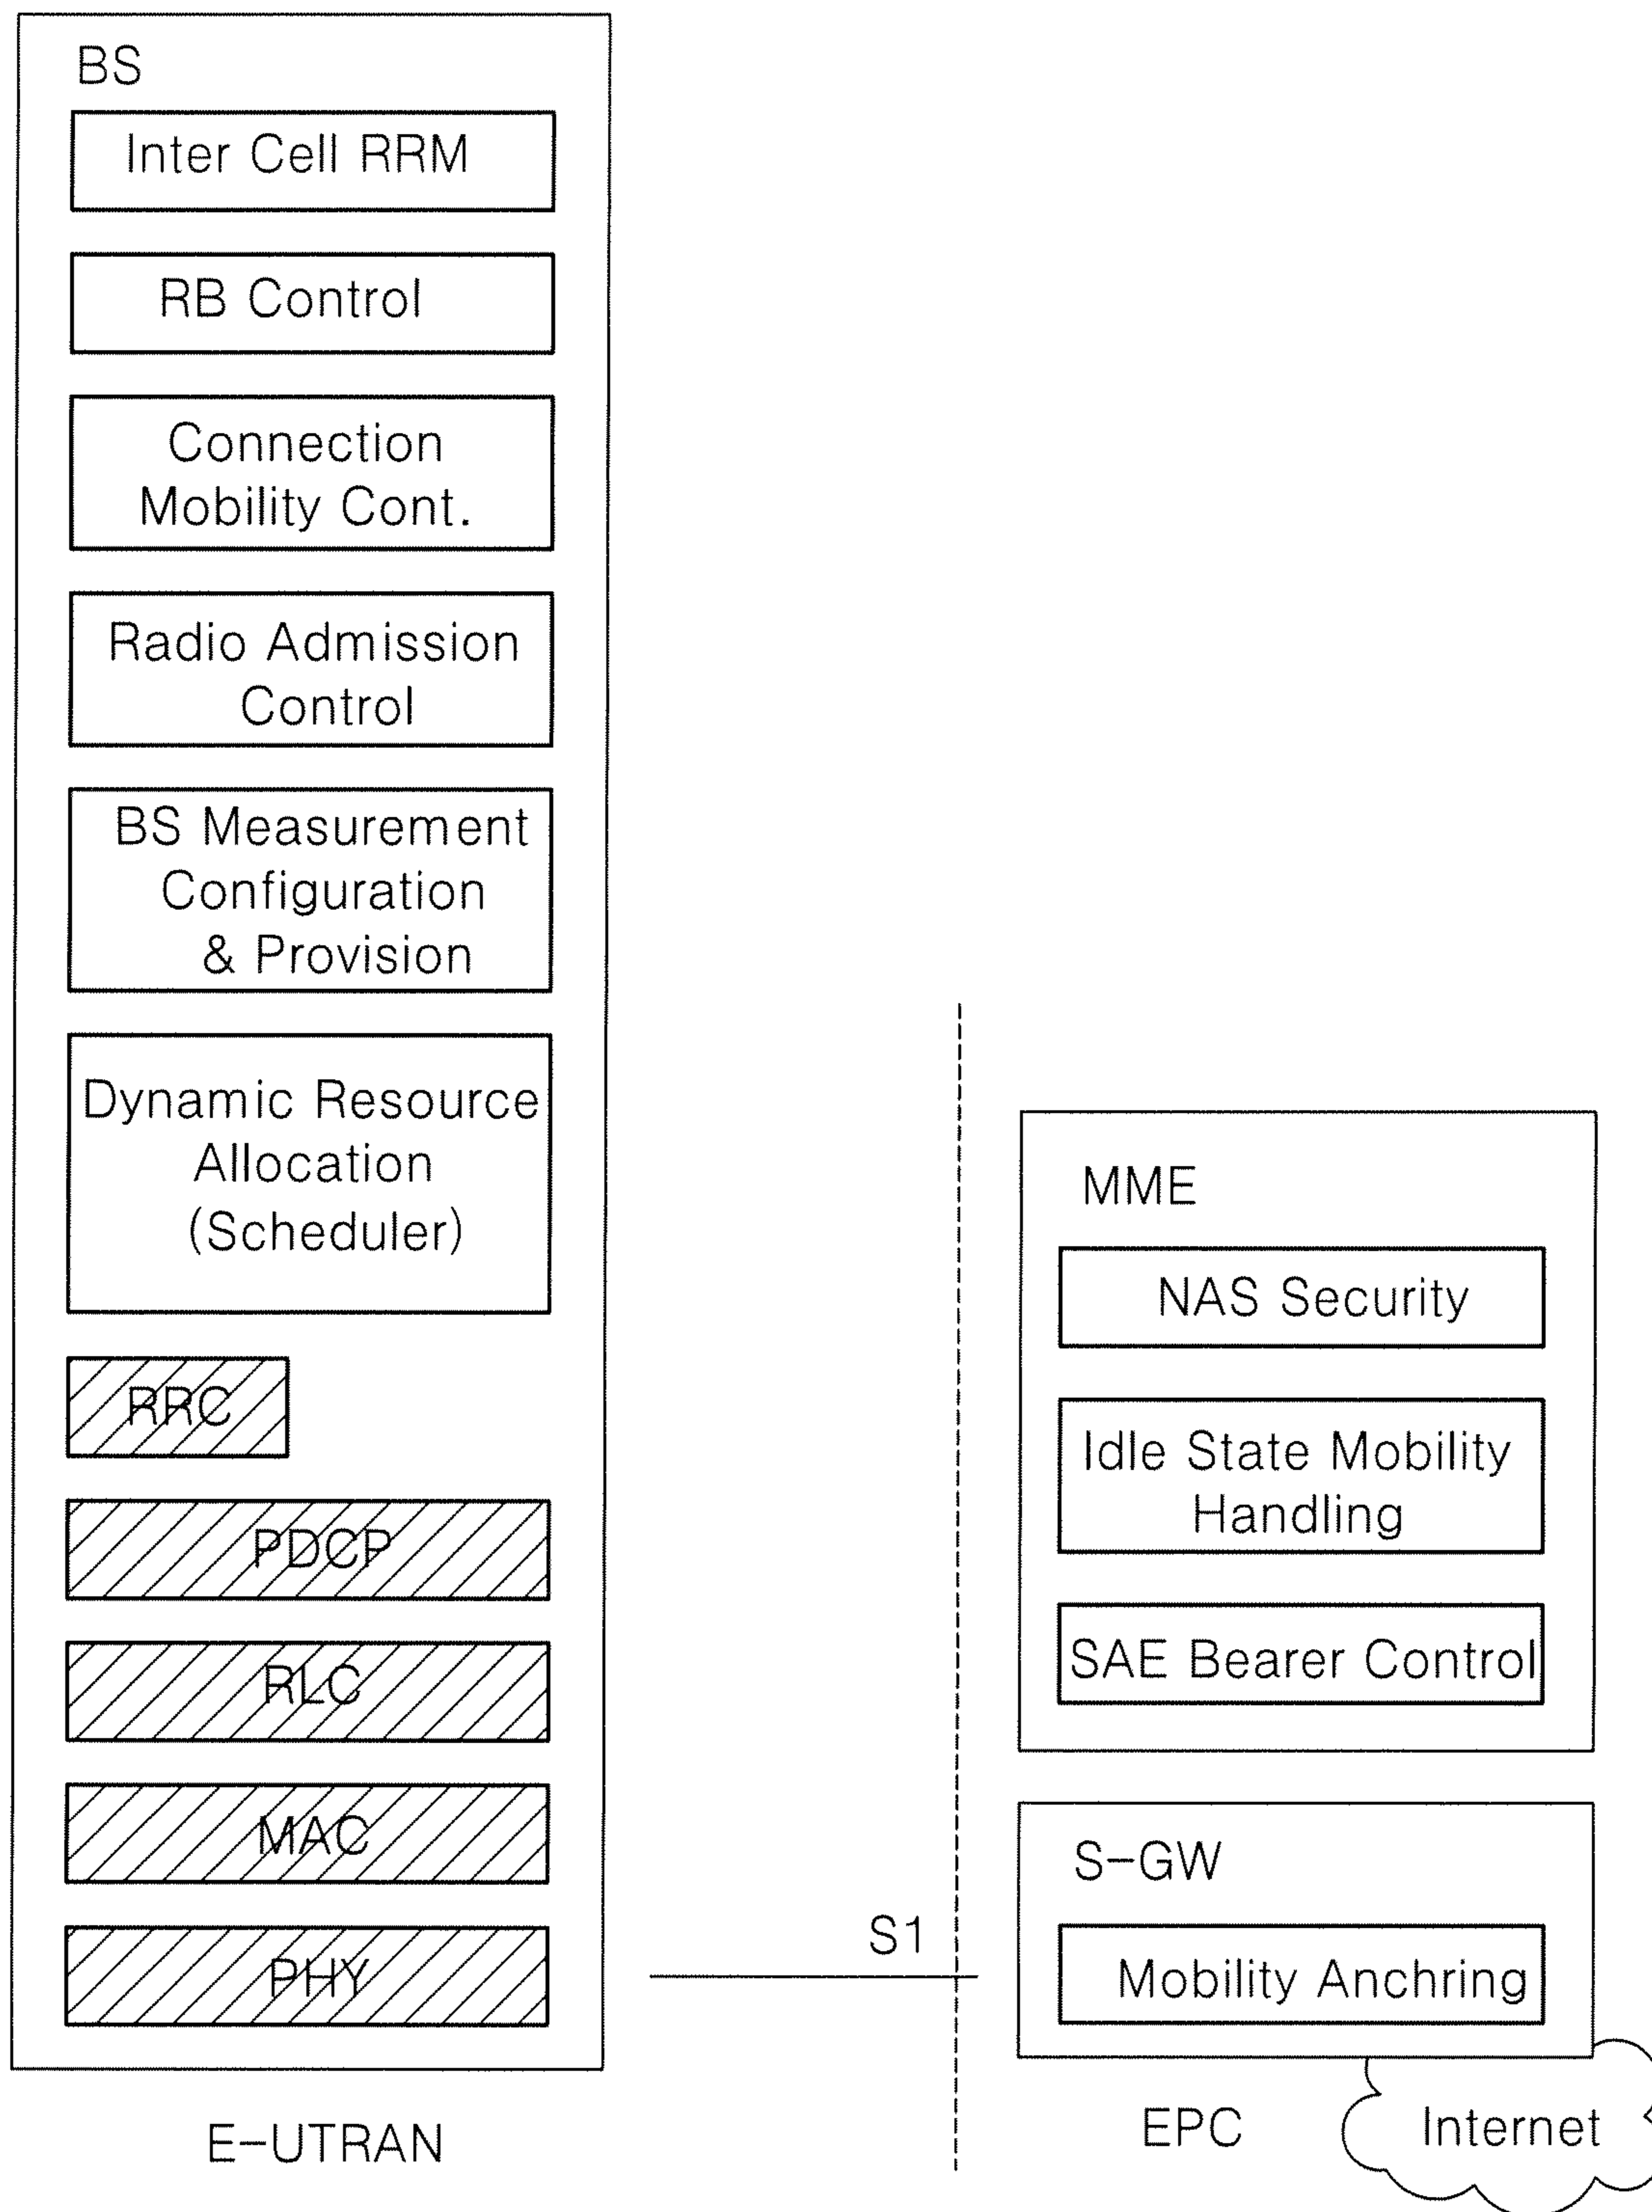 BS
Inter Cell RRM
RB Control
Connection
Mobility Cont.
Radio Admission
Control
BS Measurement
Configuration
& Provision
Dynamic Resource
Allocation
(Scheduler)
RRC
PDCP
RLC
MAC
PHY
E-UTRAN
S1
MME
NAS Security
Idle State Mobility
Handling
SAE Bearer Control
S-GW
Mobility Anchring
EPC
Internet